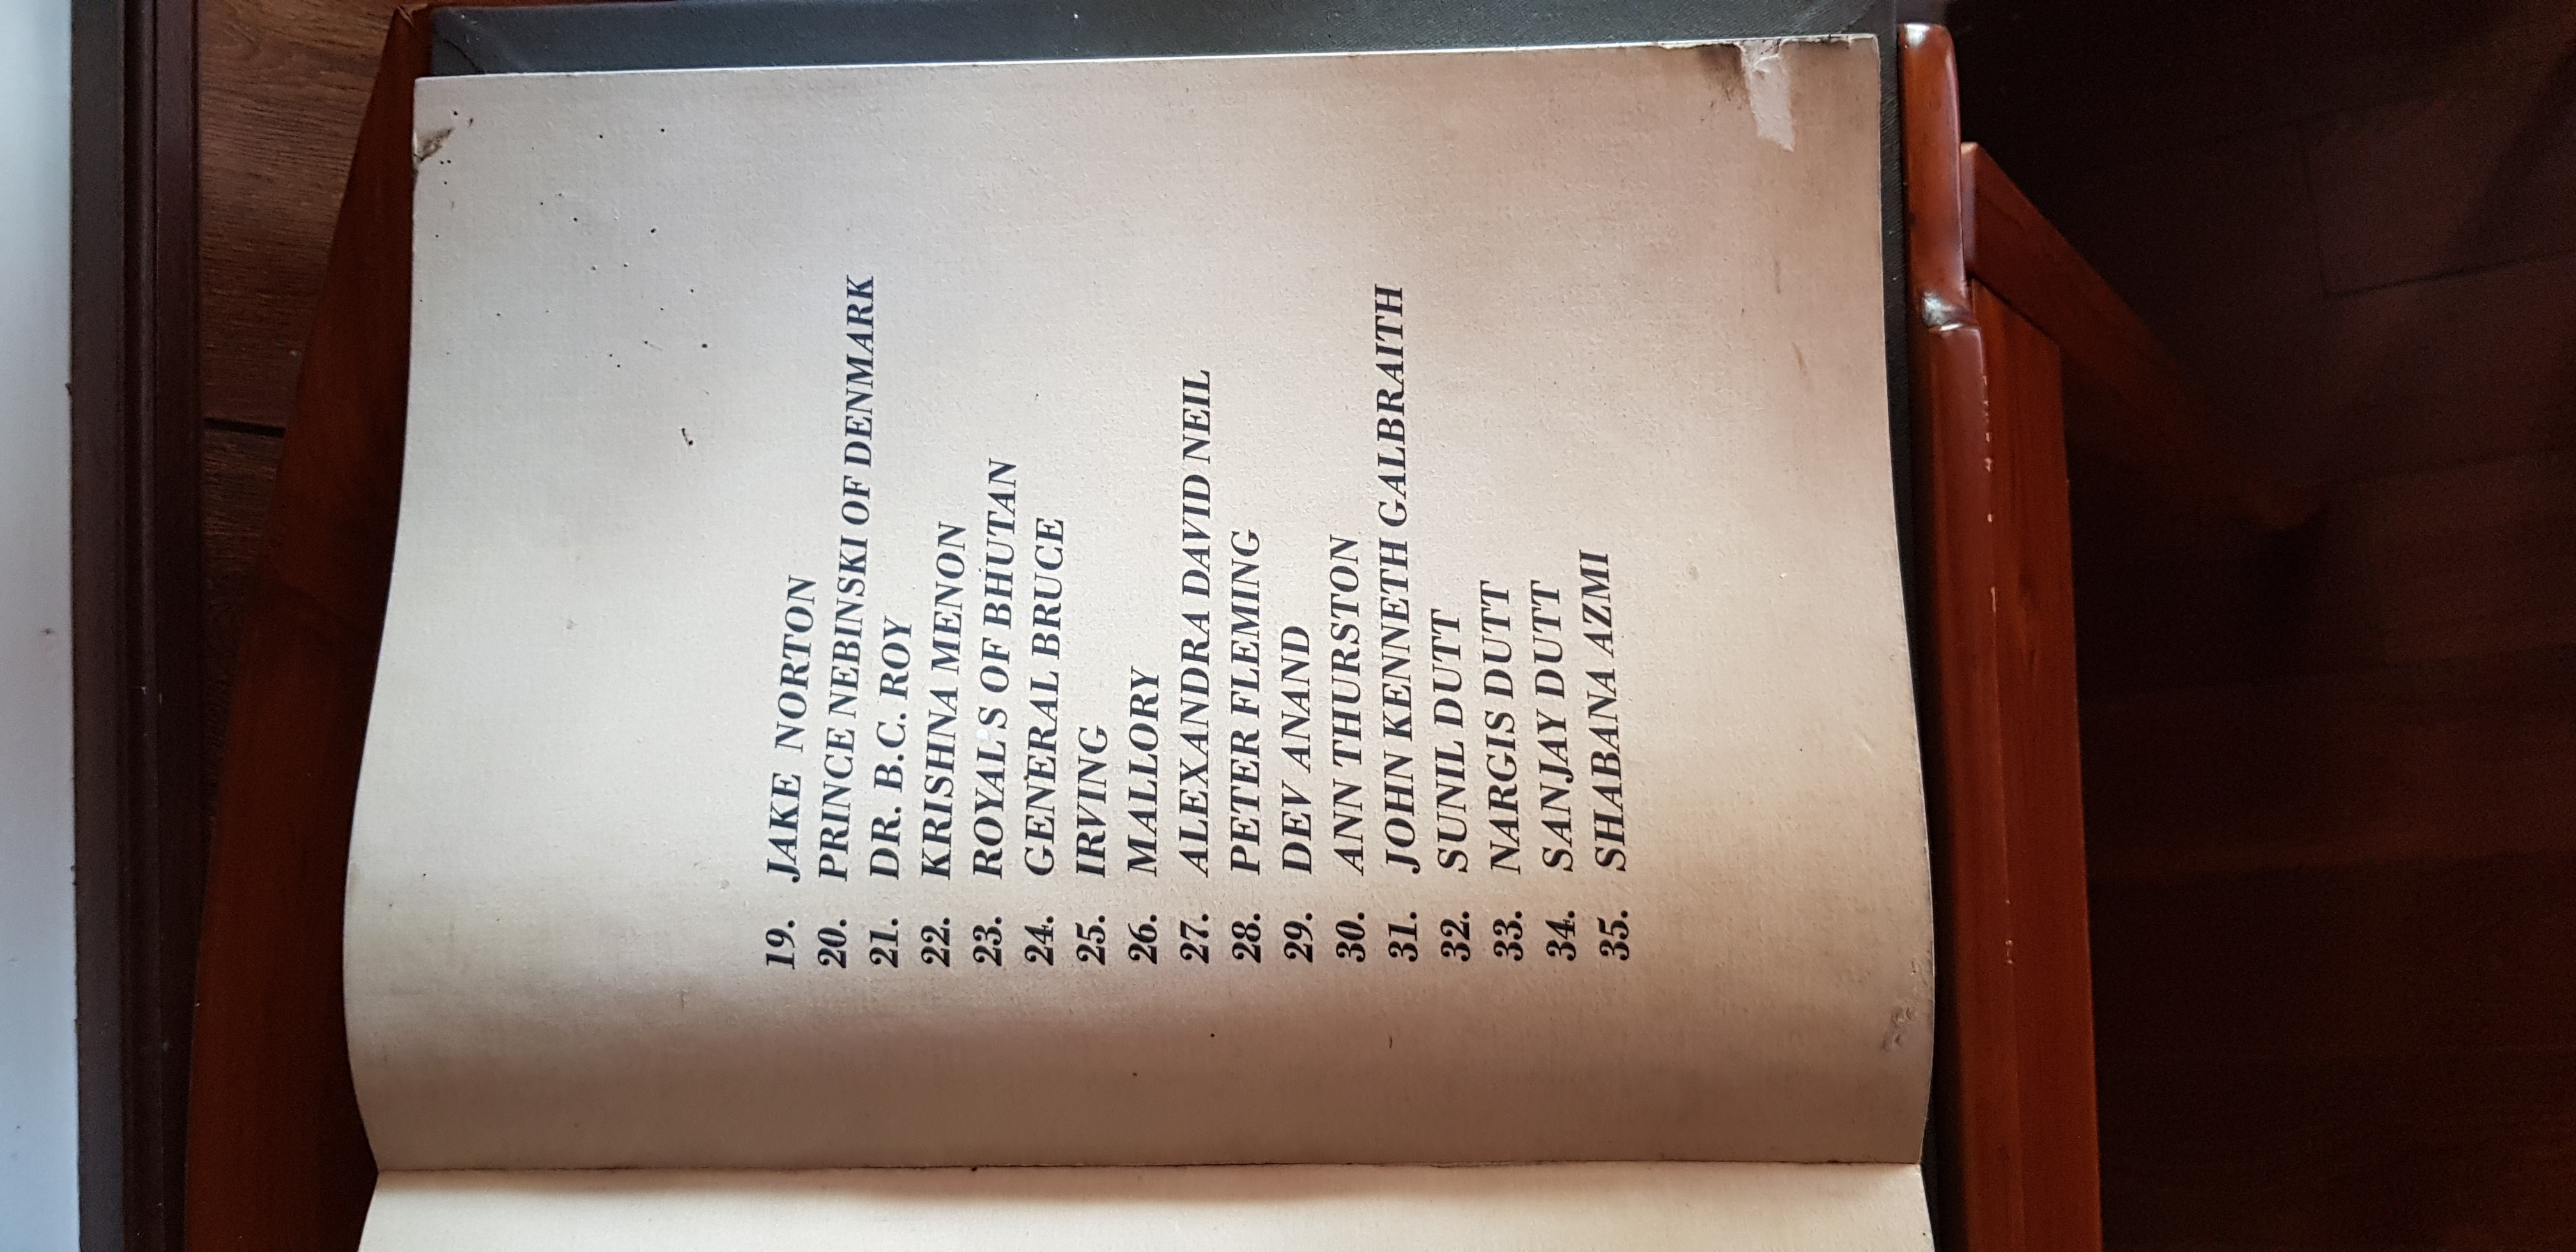 19. JAKE NORTON
20. PRINCE NEBINSKI OF DENMARK
21. DR. B.C. ROY
22. KRISHNA MENON
23. ROYAL'S OF BHUTAN
24. GENERAL BRUCE
25. IRVING
26. MALLORY
27. ALEXANDRA DAVID NEIL
28. PETER FLEMING
29. DEV ANAND
30. ANN THURSTON
31. JOHN KENNETH GALBRAITH
32. SUNIL DUTT
33. NARGIS DUTT
34. SANJAY DUTT
35. SHABANA AZMI